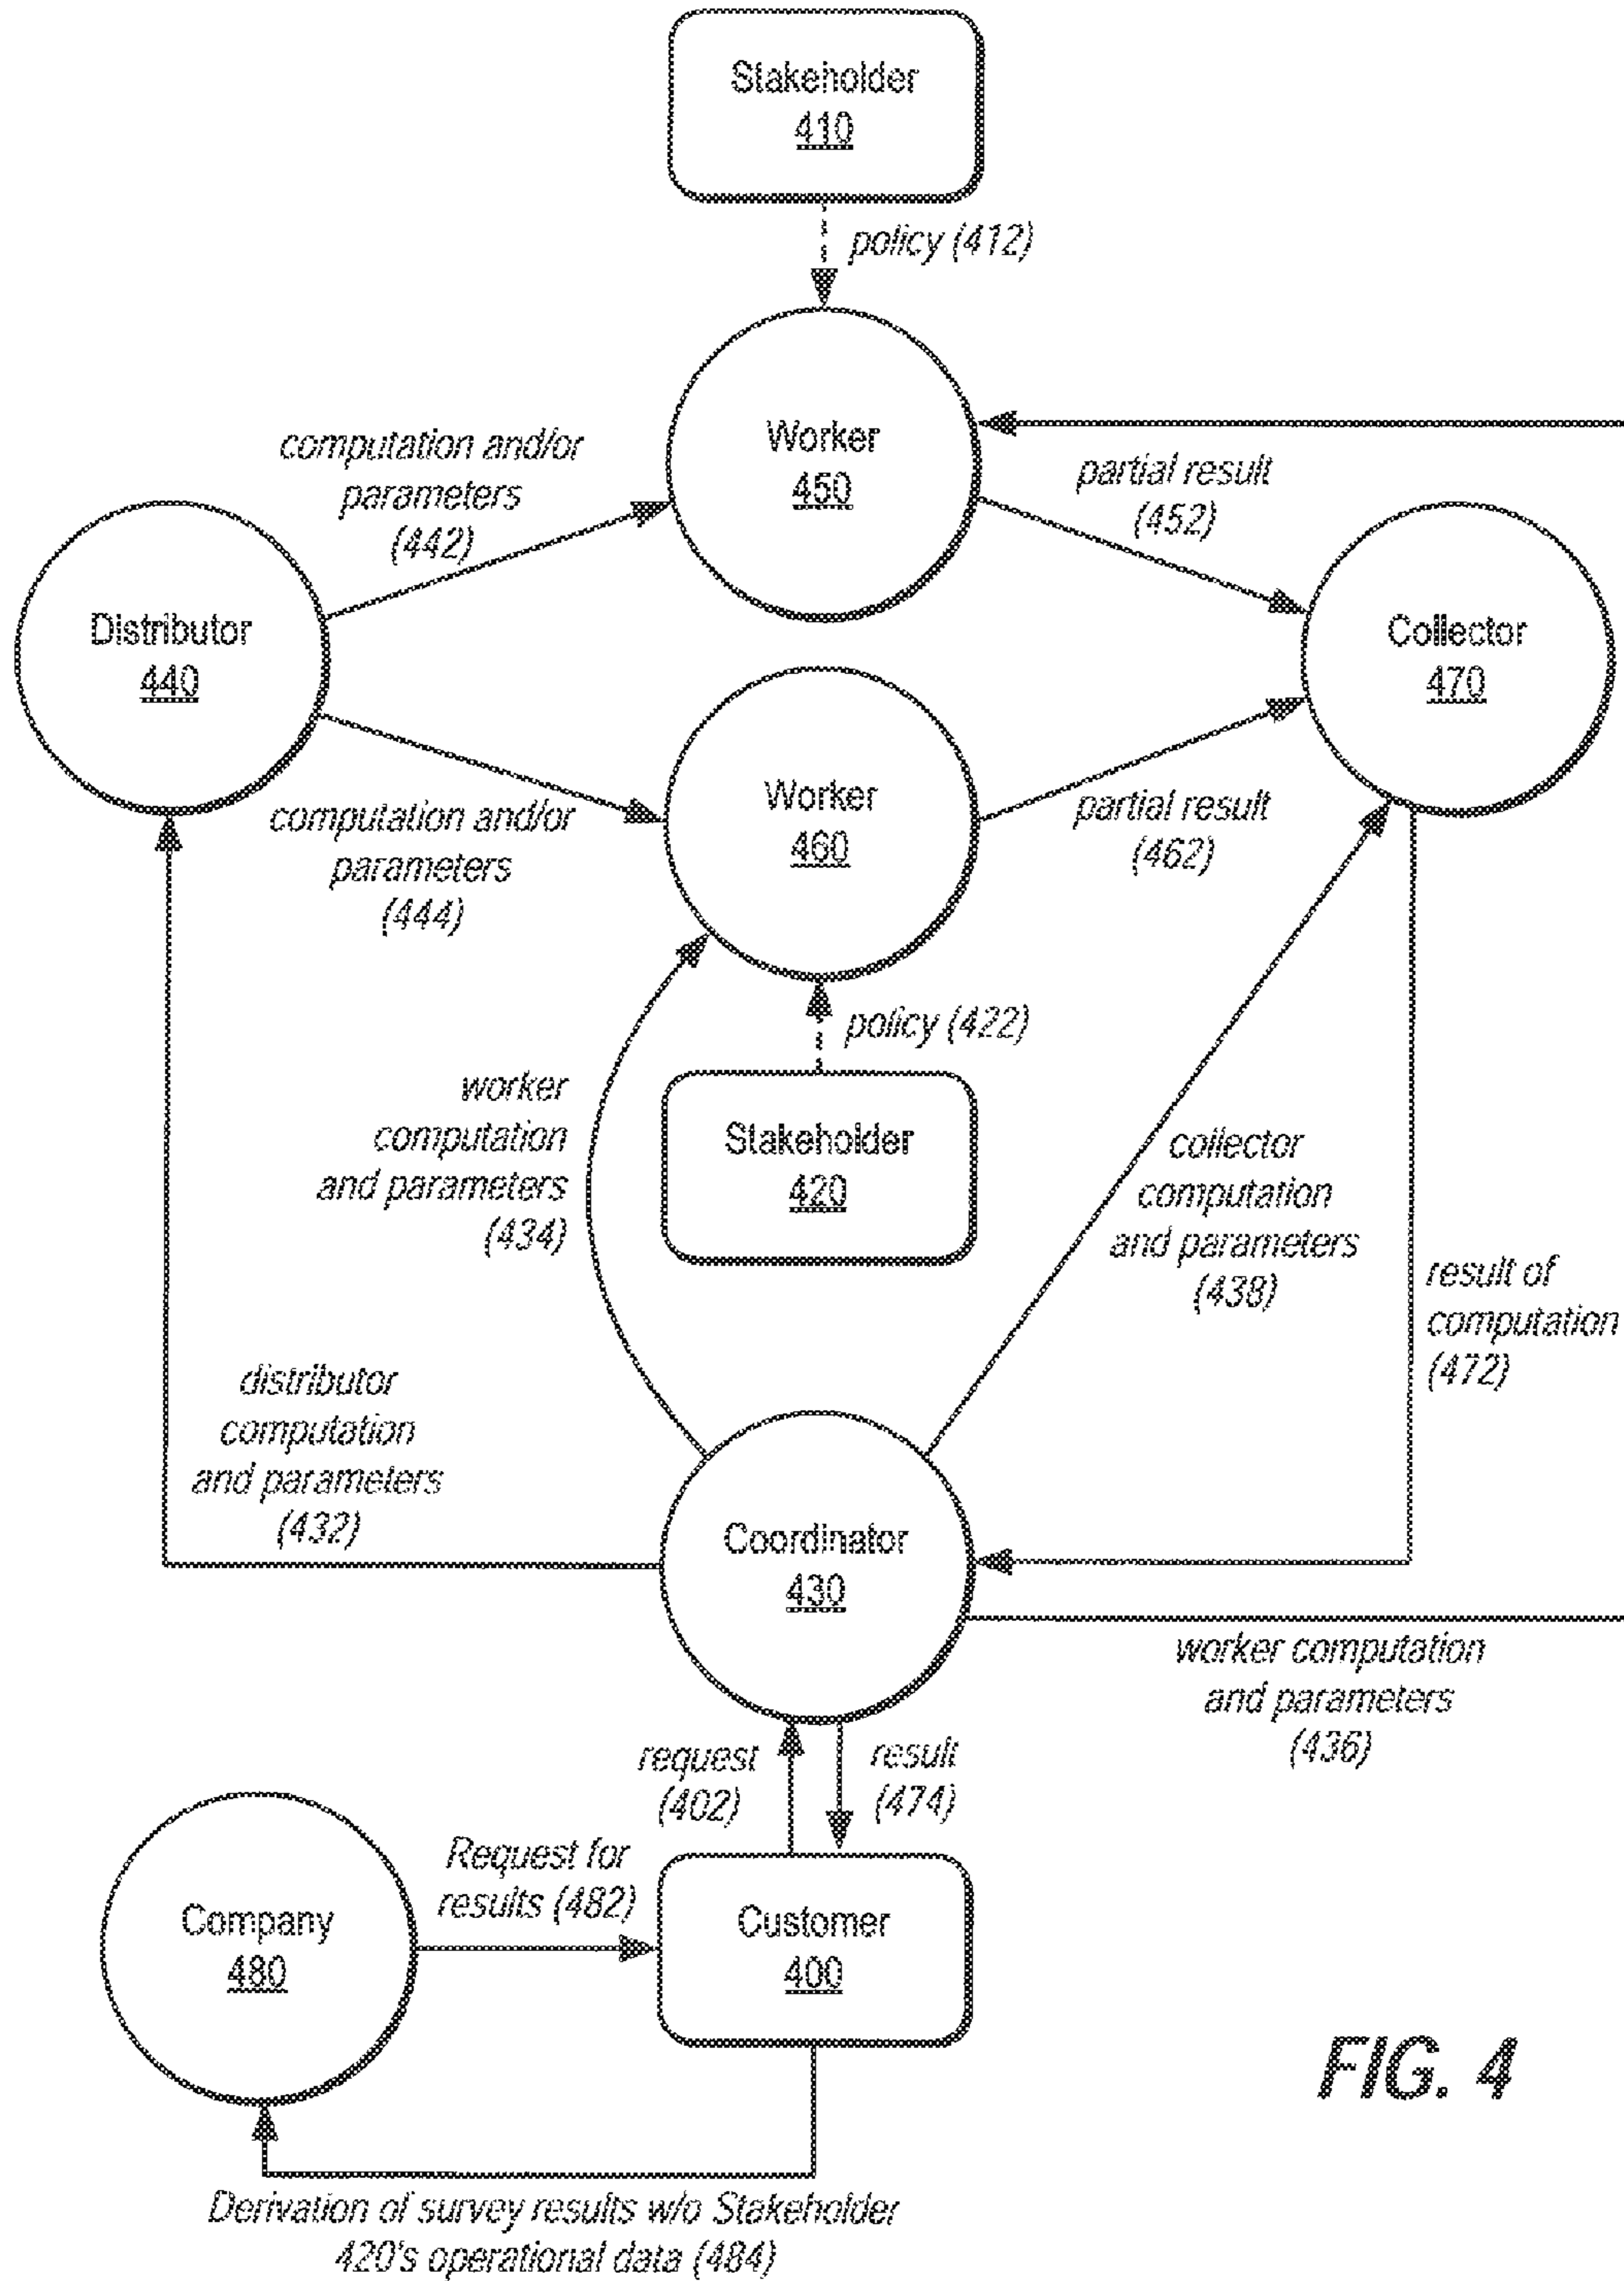 Stakeholder
410
policy (412)
computation and/or
parameters
(442)
Worker
450
partial result
(452)
Distributor
440
Collector
470
computation and/or
parameters
(444)
Worker
460
partial result
(462)
policy (422)
worker
computation
and parameters
(434)
Stakeholder
420
collector
computation
and parameters
(438)
result of
computation
(472)
distributor
computation
and parameters
(432)
Coordinator
430
worker computation
and parameters
(436)
request
(402)
result
(474)
Company
480
Request for
results (482)
Customer
400
FIG. 4
Derivation of survey results w/o Stakeholder
420's operational data (484)